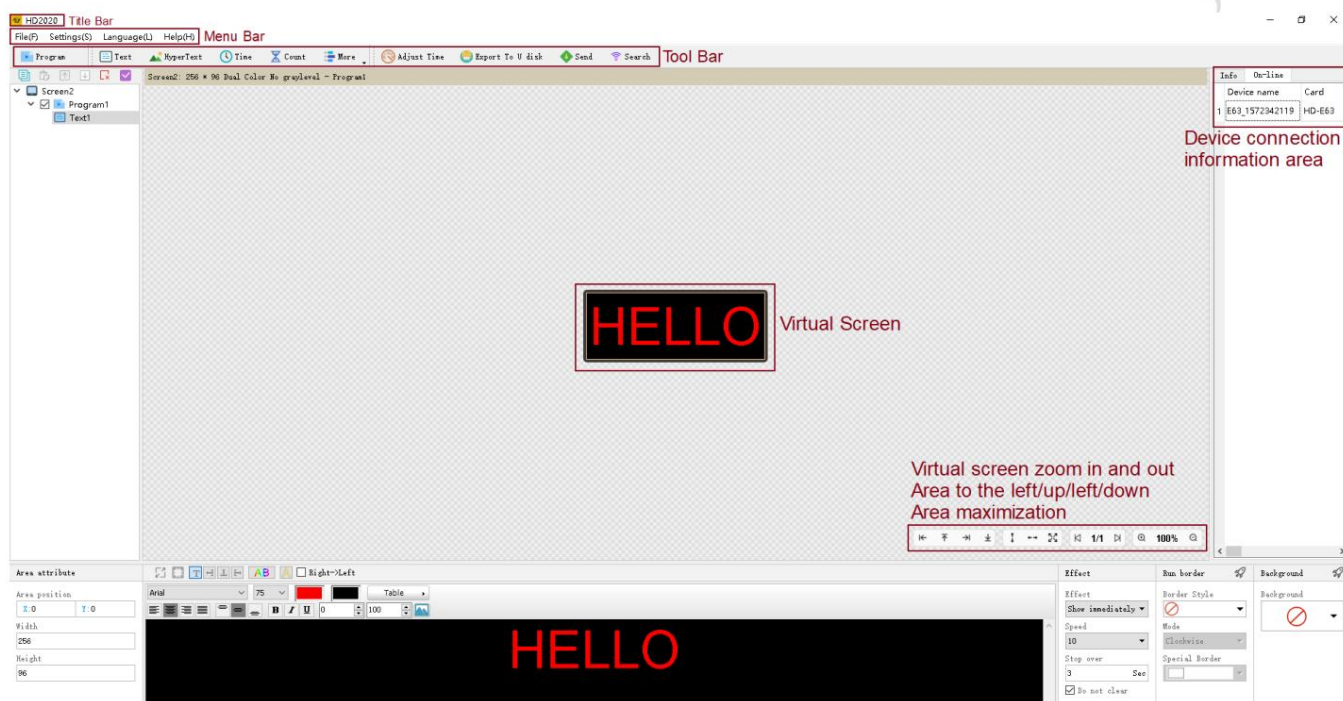 HD2020 Title Bar
File(F) Settings(S) Language(L) Help(H) Menu Bar
Program Text HyperText Time Count More Adjust Time Export To U disk Send Search Tool Bar
Screen2: 256 * 96 Dual Color No graylevel - Program1
Screen2
Program1
Text1
Info On-line
Device name Card
1 E63_1572342119 HD-E63
Device connection
information area
HELLO
Virtual Screen
Virtual screen zoom in and out
Area to the left/up/left/down
Area maximization
1/1 100%
Area attribute
Area position
X:0 Y:0
Width
256
Height
96
AB A Right->Left
Arial 75 Table
B I U 0 100
HELLO
Effect
Effect
Show immediately
Speed
10
Stop over
3 Sec
Do not clear
Run border
Border Style
Mode
Clockwise
Special Border
Background
Background